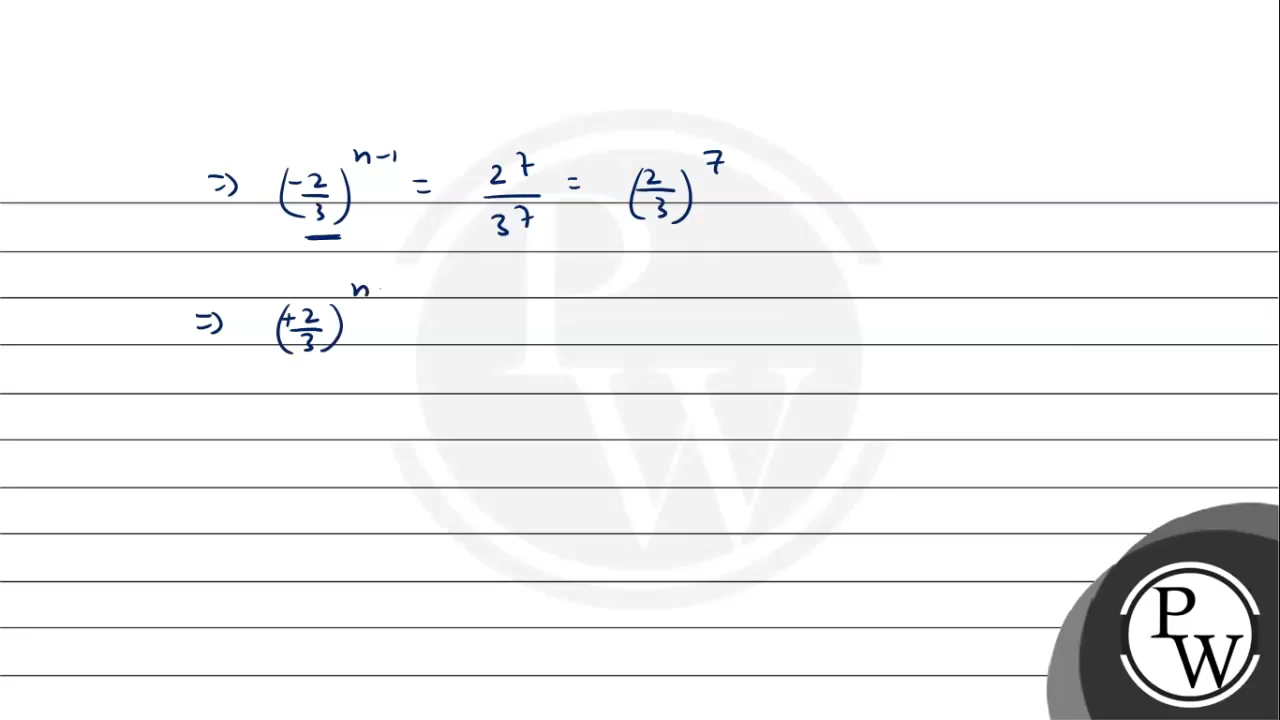 ⇒ (-2/3)^(n-1) = 2^7/3^7 = (2/3)^7
⇒ (+2/3)^n
P
W
P
W